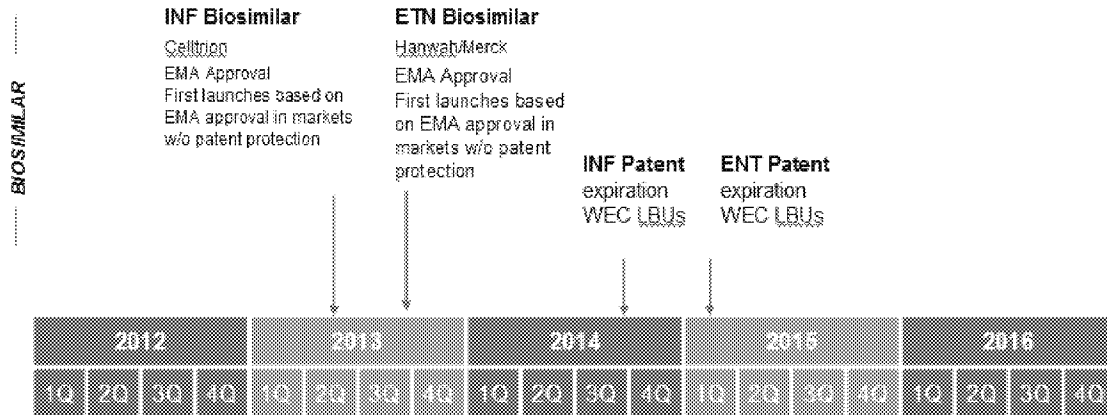 BIOSIMILAR
INF Biosimilar
Celltrion
EMA Approval
First launches based on
EMA approval in markets
w/o patent protection
ETN Biosimilar
Hanwah/Merck
EMA Approval
First launches based
on EMA approval in
markets w/o patent
protection
INF Patent
expiration
WEC LBUs
ENT Patent
expiration
WEC LBUs
2012 2013 2014 2015 2016
1Q 2Q 3Q 4Q 1Q 2Q 3Q 4Q 1Q 2Q 3Q 4Q 1Q 2Q 3Q 4Q 1Q 2Q 3Q 4Q